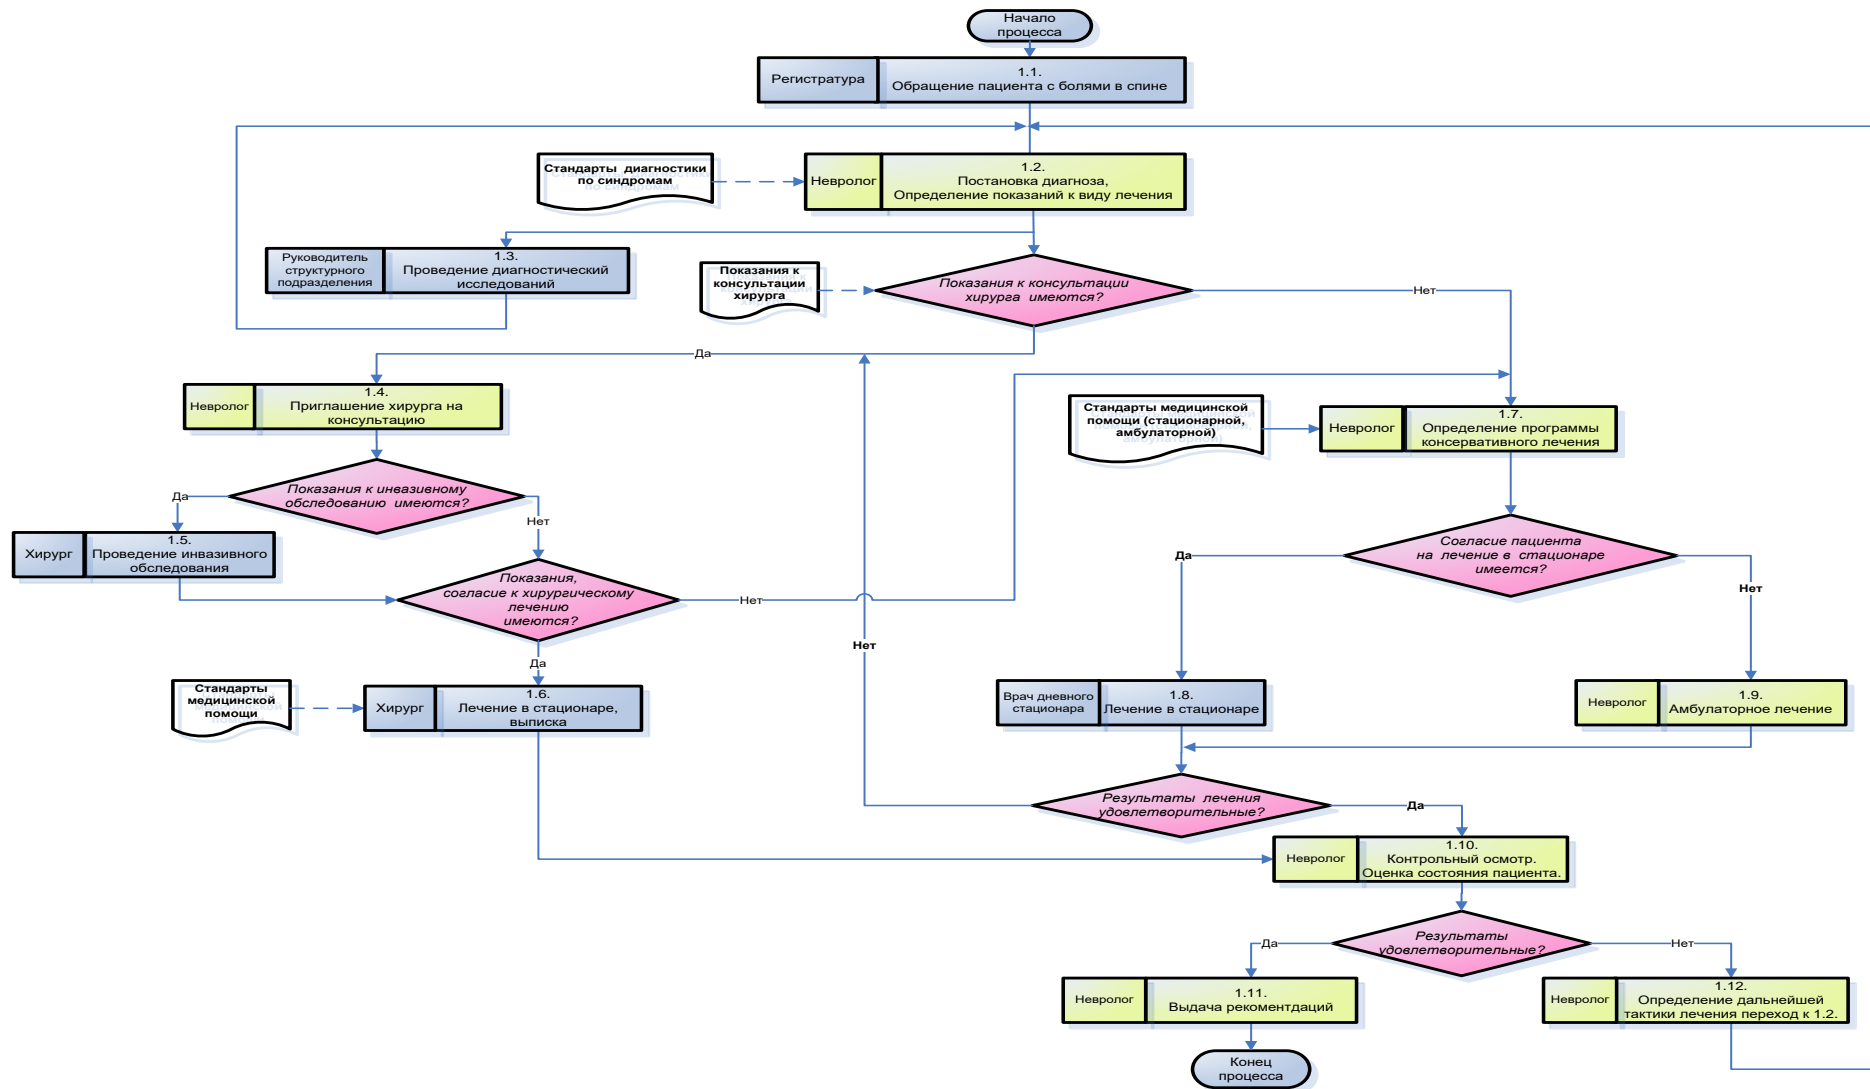 Начало
процесса
Регистратура
1.1.
Обращение пациента с болями в спине
Стандарты диагностики
по синдромам
Невролог
1.2.
Постановка диагноза,
Определение показаний к виду лечения
Руководитель
структурного
подразделения
1.3.
Проведение диагностический
исследований
Показания к
консультации
хирурга
Показания к консультации
хирурга имеются?
Нет
Да
Невролог
1.4.
Приглашение хирурга на
консультацию
Стандарты медицинской
помощи (стационарной,
амбулаторной)
Невролог
1.7.
Определение программы
консервативного лечения
Показания к инвазивному
обследованию имеются?
Да
Нет
Хирург
1.5.
Проведение инвазивного
обследования
Согласие пациента
на лечение в стационаре
имеется?
Да
Нет
Показания,
согласие к хирургическому
лечению
имеются?
Нет
Да
Нет
Стандарты
медицинской
помощи
Хирург
1.6.
Лечение в стационаре,
выписка
Врач дневного
стационара
1.8.
Лечение в стационаре
Невролог
1.9.
Амбулаторное лечение
Результаты лечения
удовлетворительные?
Да
Невролог
1.10.
Контрольный осмотр.
Оценка состояния пациента.
Результаты
удовлетворительные?
Да
Нет
Невролог
1.11.
Выдача рекоментдаций
Невролог
1.12.
Определение дальнейшей
тактики лечения переход к 1.2.
Конец
процесса